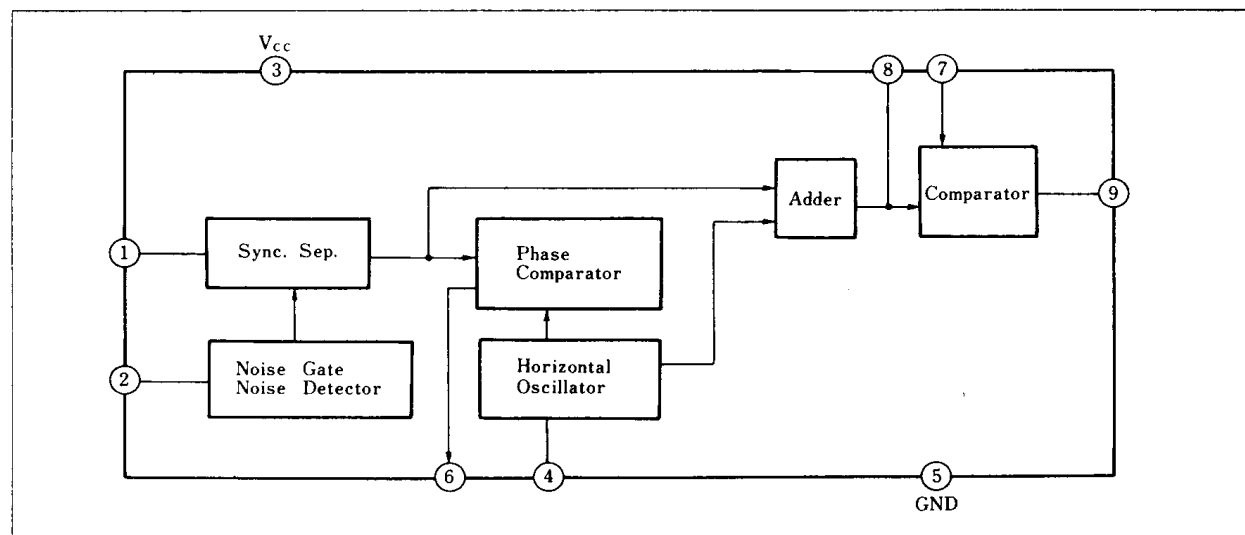 Vcc
3
8
7
Adder
Comparator
9
1
Sync. Sep.
Phase
Comparator
2
Noise Gate
Noise Detector
Horizontal
Oscillator
6
4
5
GND